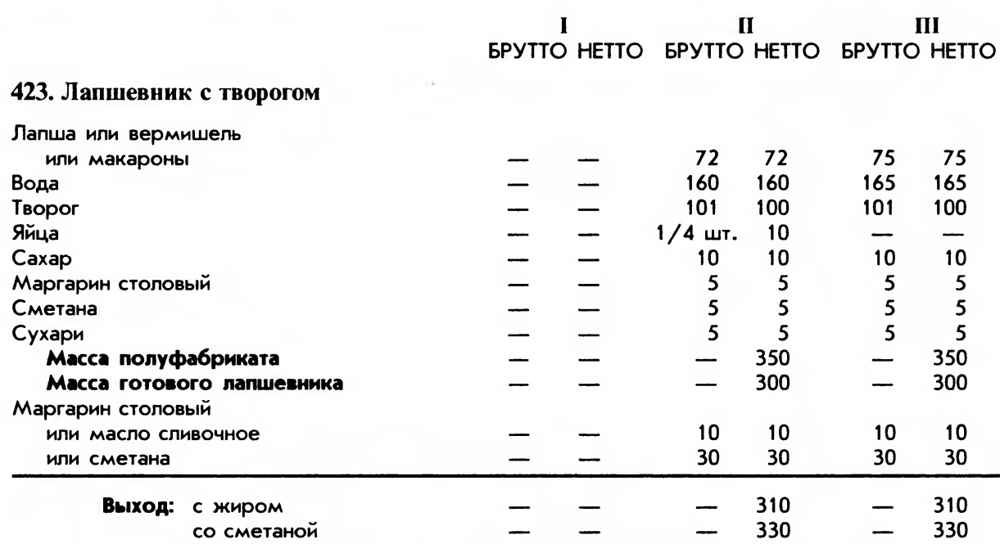 I II III
БРУТТО НЕТТО БРУТТО НЕТТО БРУТТО НЕТТО
423. Лапшевник с творогом
Лапша или вермишель
или макароны — — 72 72 75 75
Вода — — 160 160 165 165
Творог — — 101 100 101 100
Яйца — — 1/4 шт. 10 — —
Сахар — — 10 10 10 10
Маргарин столовый — — 5 5 5 5
Сметана — — 5 5 5 5
Сухари — — 5 5 5 5
Масса полуфабриката — — — 350 — 350
Масса готового лапшевника — — — 300 — 300
Маргарин столовый
или масло сливочное — — 10 10 10 10
или сметана — — 30 30 30 30
Выход: с жиром — — — 310 — 310
со сметаной — — — 330 — 330